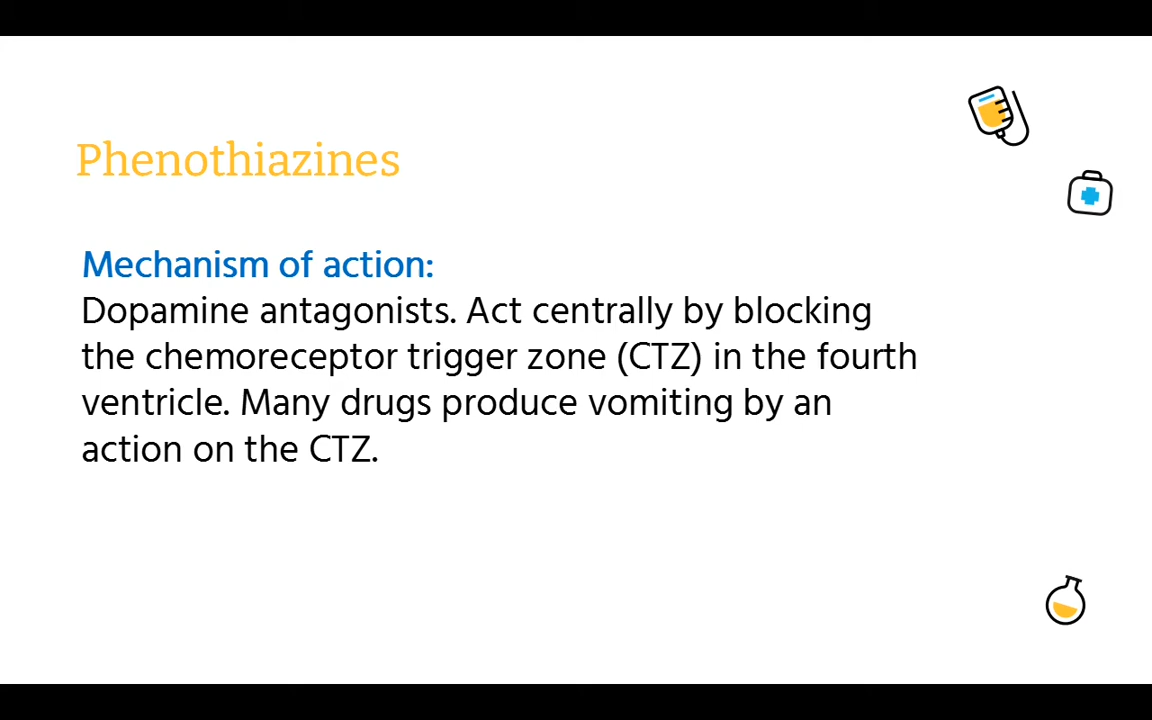 Phenothiazines
Mechanism of action:
Dopamine antagonists. Act centrally by blocking
the chemoreceptor trigger zone (CTZ) in the fourth
ventricle. Many drugs produce vomiting by an
action on the CTZ.